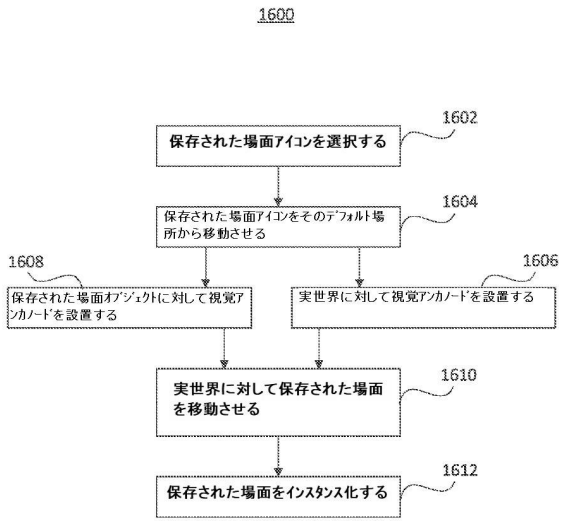 1600
1602
保存された場面アイコンを選択する
1604
保存された場面アイコンをそのデフォルト場
所から移動させる
1608
保存された場面オブジェクトに対して視覚ア
ンカノードを設置する
1606
実世界に対して視覚アンカノードを設置する
1610
実世界に対して保存された場面
を移動させる
1612
保存された場面をインスタンス化する